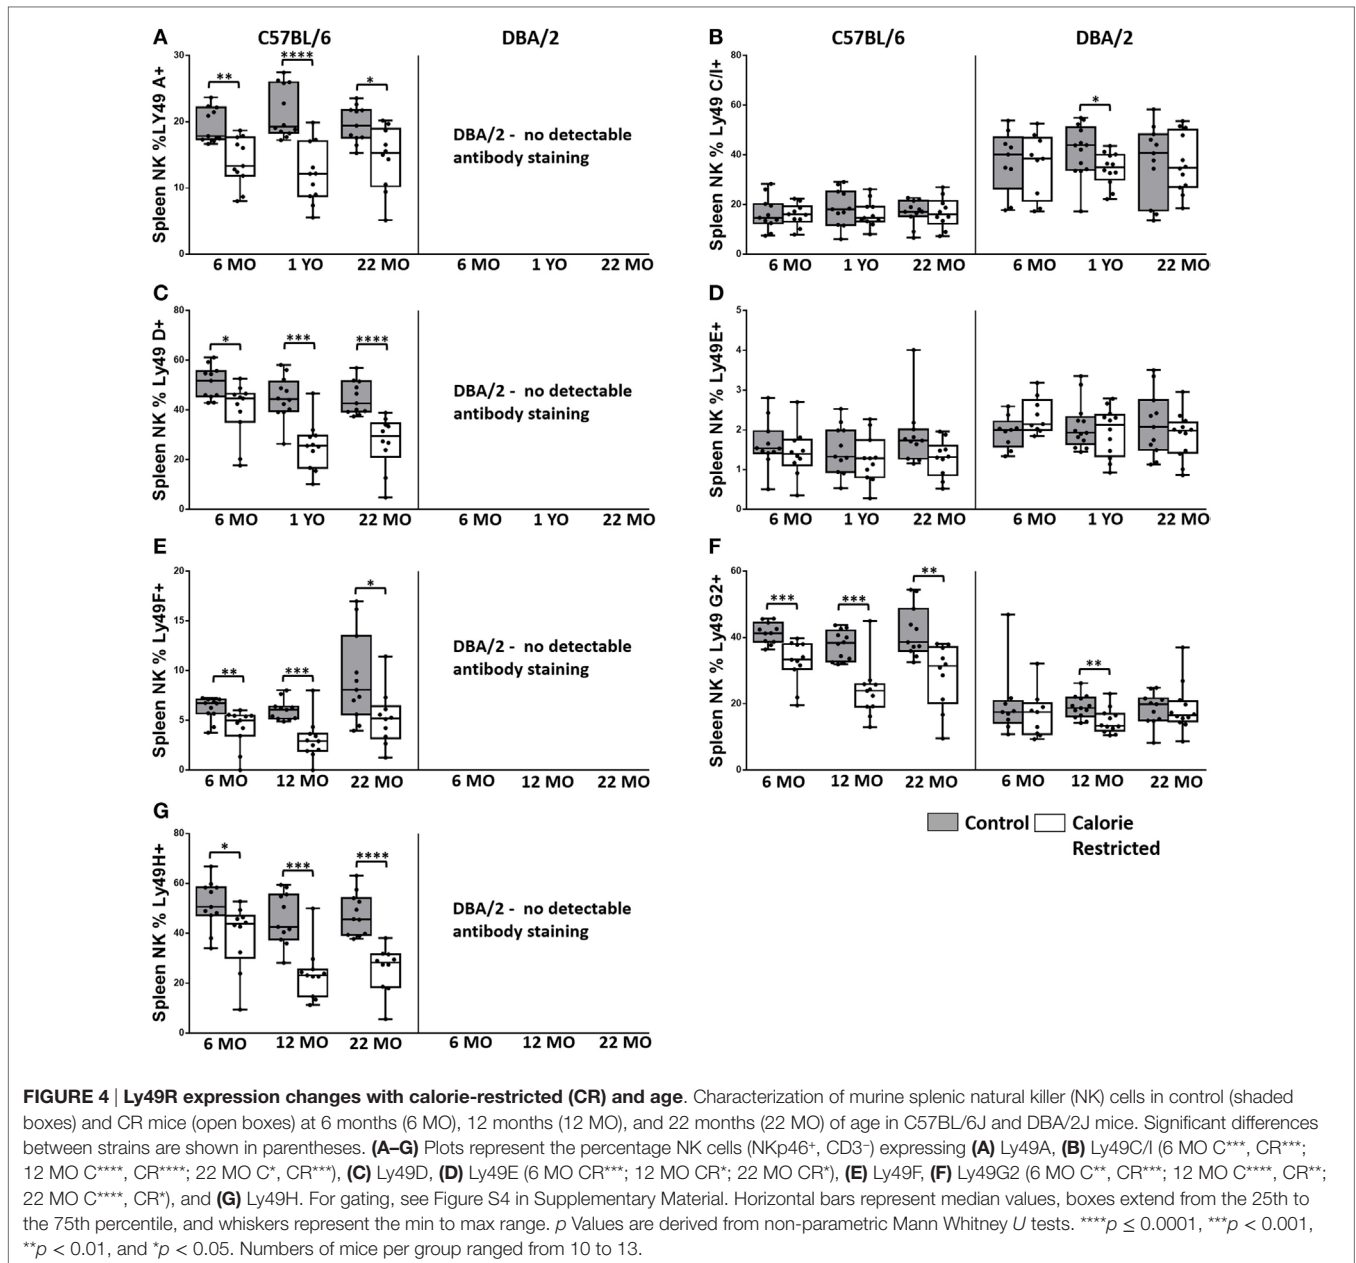 A
C57BL/6
DBA/2
Spleen NK %LY49 A+
30
20
10
0
**
****
*
DBA/2 - no detectable
antibody staining
6 MO 1 YO 22 MO 6 MO 1 YO 22 MO
B
C57BL/6
DBA/2
Spleen NK % Ly49 C/I+
80
60
40
20
0
*
6 MO 1 YO 22 MO 6 MO 1 YO 22 MO
C
Spleen NK % Ly49 D+
80
60
40
20
0
*
***
****
DBA/2 - no detectable
antibody staining
6 MO 1 YO 22 MO 6 MO 1 YO 22 MO
D
Spleen NK % Ly49E+
5
4
3
2
1
0
6 MO 1 YO 22 MO 6 MO 1 YO 22 MO
E
Spleen NK % Ly49F+
20
15
10
5
0
**
***
*
DBA/2 - no detectable
antibody staining
6 MO 12 MO 22 MO 6 MO 12 MO 22 MO
F
Spleen NK % Ly49 G2+
60
40
20
0
***
***
**
**
6 MO 12 MO 22 MO 6 MO 12 MO 22 MO
Control
Calorie
Restricted
G
Spleen NK % Ly49H+
80
60
40
20
0
*
***
****
DBA/2 - no detectable
antibody staining
6 MO 12 MO 22 MO 6 MO 12 MO 22 MO
FIGURE 4 | Ly49R expression changes with calorie-restricted (CR) and age. Characterization of murine splenic natural killer (NK) cells in control (shaded
boxes) and CR mice (open boxes) at 6 months (6 MO), 12 months (12 MO), and 22 months (22 MO) of age in C57BL/6J and DBA/2J mice. Significant differences
between strains are shown in parentheses. (A–G) Plots represent the percentage NK cells (NKp46⁺, CD3⁻) expressing (A) Ly49A, (B) Ly49C/I (6 MO C***, CR***;
12 MO C****, CR****; 22 MO C*, CR***), (C) Ly49D, (D) Ly49E (6 MO CR***; 12 MO CR*; 22 MO CR*), (E) Ly49F, (F) Ly49G2 (6 MO C**, CR***; 12 MO C****, CR**;
22 MO C****, CR*), and (G) Ly49H. For gating, see Figure S4 in Supplementary Material. Horizontal bars represent median values, boxes extend from the 25th to
the 75th percentile, and whiskers represent the min to max range. p Values are derived from non-parametric Mann Whitney U tests. ****p ≤ 0.0001, ***p < 0.001,
**p < 0.01, and *p < 0.05. Numbers of mice per group ranged from 10 to 13.